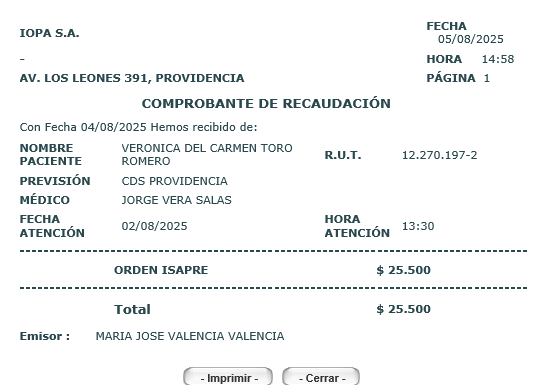 IOPA S.A.
FECHA
05/08/2025
-
HORA 14:58
AV. LOS LEONES 391, PROVIDENCIA
PÁGINA 1
COMPROBANTE DE RECAUDACIÓN
Con Fecha 04/08/2025 Hemos recibido de:
NOMBRE PACIENTE
VERONICA DEL CARMEN TORO ROMERO
R.U.T. 12.270.197-2
PREVISIÓN CDS PROVIDENCIA
MÉDICO JORGE VERA SALAS
FECHA ATENCIÓN
02/08/2025
HORA ATENCIÓN
13:30
ORDEN ISAPRE $ 25.500
Total $ 25.500
Emisor : MARIA JOSE VALENCIA VALENCIA
- Imprimir - - Cerrar -